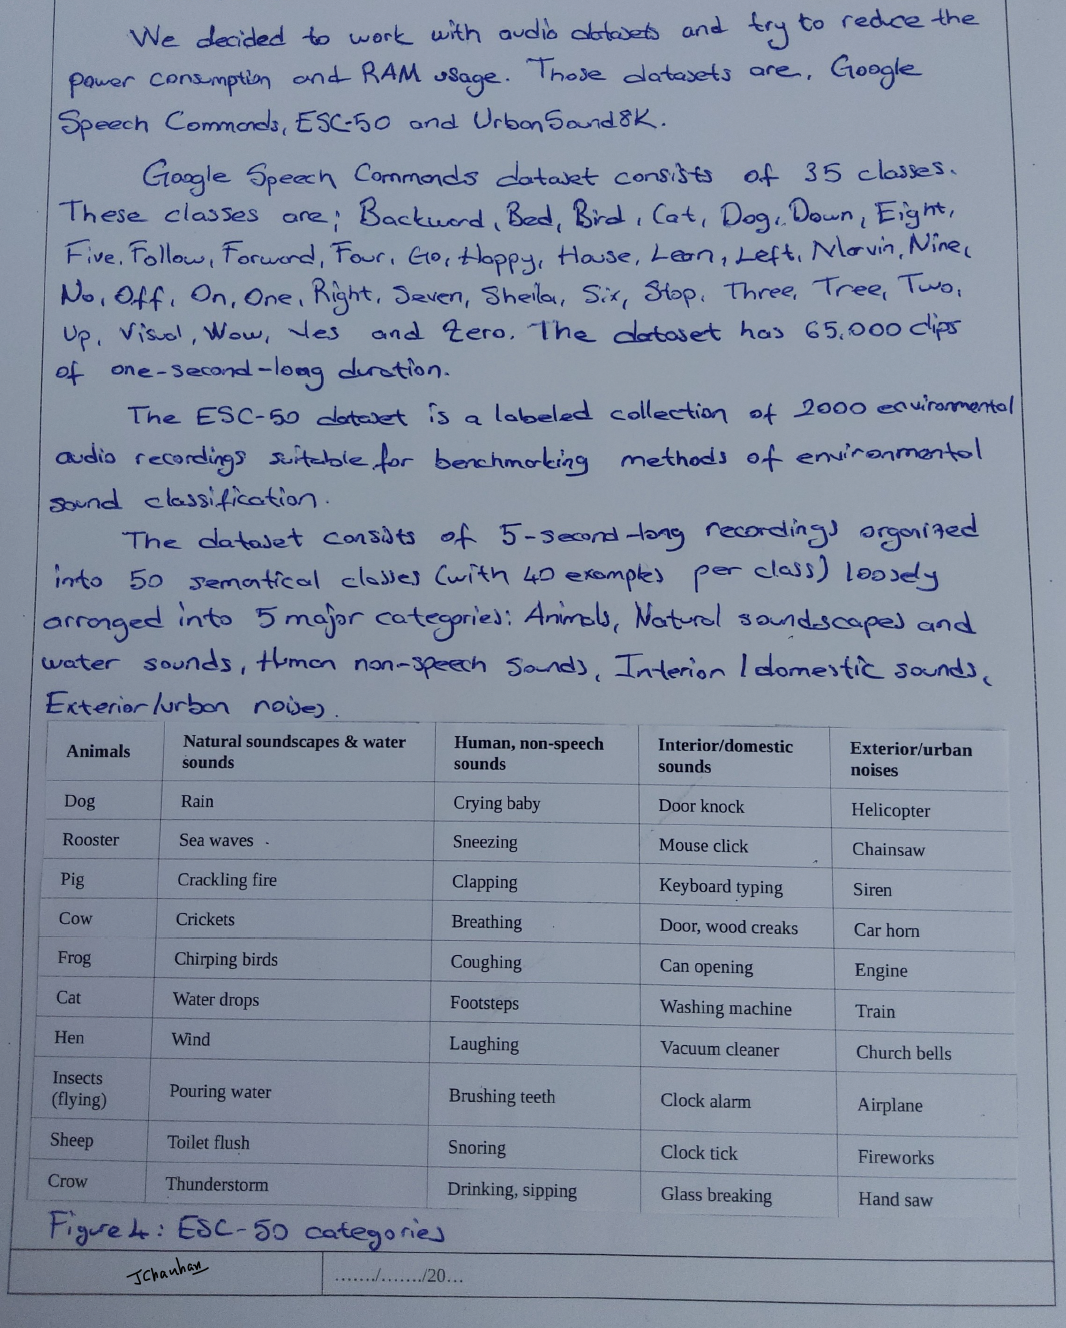 We decided to work with audio datasets and try to reduce the
power consumption and RAM usage. Those datasets are, Google
Speech Commands, ESC-50 and UrbanSound8K.
Google Speech Commands dataset consists of 35 classes.
These classes are; Backward, Bed, Bird, Cat, Dog, Down, Eight,
Five, Follow, Forward, Four, Go, Happy, House, Learn, Left, Marvin, Nine,
No, Off, On, One, Right, Seven, Sheila, Six, Stop, Three, Tree, Two,
Up, Visual, Wow, Yes and Zero. The dataset has 65.000 clips
of one-second-long duration.
The ESC-50 dataset is a labeled collection of 2000 environmental
audio recordings suitable for benchmarking methods of environmental
sound classification.
The dataset consists of 5-second-long recordings organized
into 50 semantical classes (with 40 examples per class) loosely
arranged into 5 major categories: Animals, Natural soundscapes and
water sounds, Human non-speech sounds, Interior/domestic sounds,
Exterior/urban noises.
Animals Natural soundscapes & water sounds Human, non-speech sounds Interior/domestic sounds Exterior/urban noises
Dog Rain Crying baby Door knock Helicopter
Rooster Sea waves Sneezing Mouse click Chainsaw
Pig Crackling fire Clapping Keyboard typing Siren
Cow Crickets Breathing Door, wood creaks Car horn
Frog Chirping birds Coughing Can opening Engine
Cat Water drops Footsteps Washing machine Train
Hen Wind Laughing Vacuum cleaner Church bells
Insects (flying) Pouring water Brushing teeth Clock alarm Airplane
Sheep Toilet flush Snoring Clock tick Fireworks
Crow Thunderstorm Drinking, sipping Glass breaking Hand saw
Figure 4: ESC-50 categories
JChauhan ......./......./20...